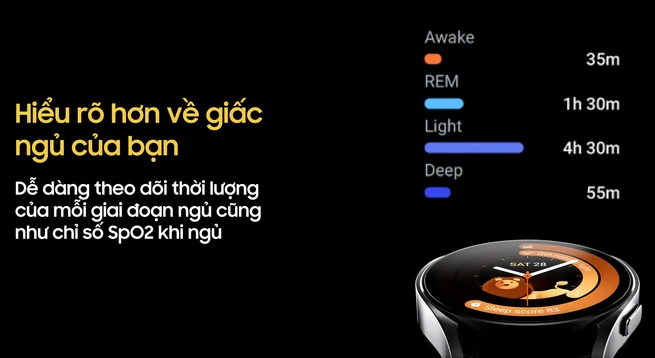 Awake
35m
REM
1h 30m
Light
4h 30m
Deep
55m
Hiểu rõ hơn về giấc
ngủ của bạn
Dễ dàng theo dõi thời lượng
của mỗi giai đoạn ngủ cũng
như chỉ số SpO2 khi ngủ
SAT 28
Sleep score 83